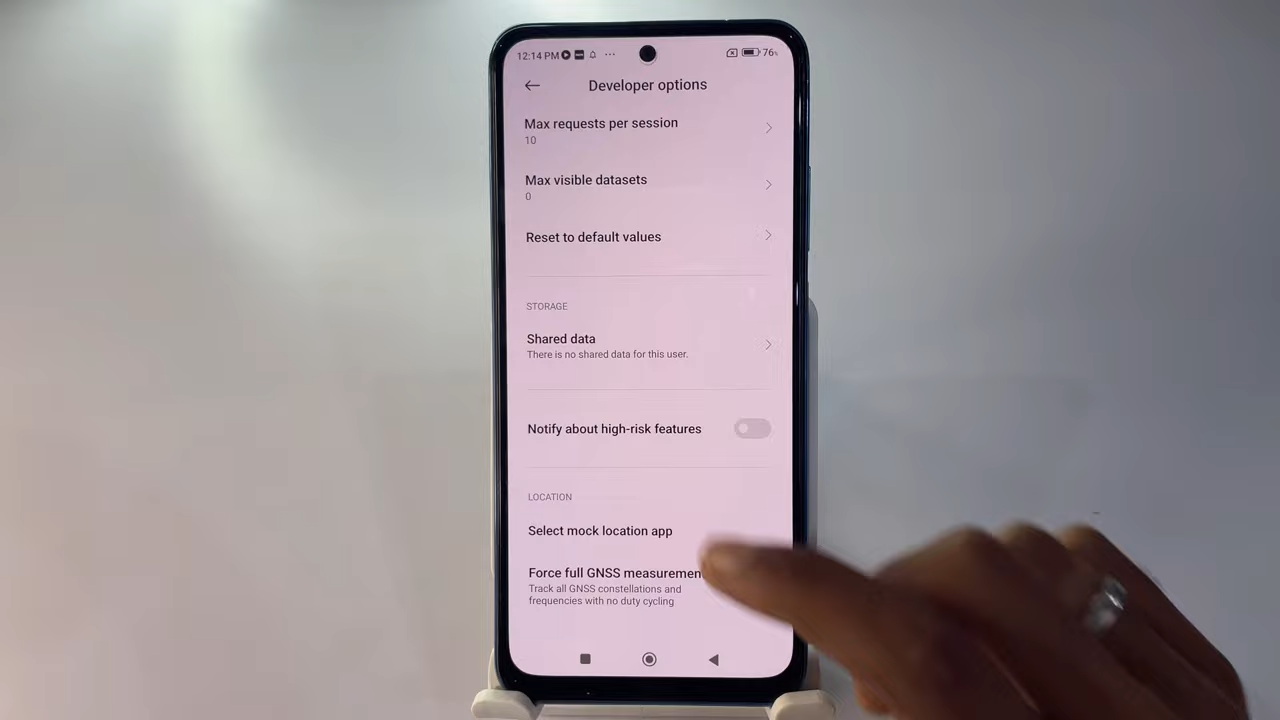 12:14 PM 76%
Developer options
Max requests per session
10
Max visible datasets
0
Reset to default values
STORAGE
Shared data
There is no shared data for this user.
Notify about high-risk features
LOCATION
Select mock location app
Force full GNSS measuremen
Track all GNSS constellations and
frequencies with no duty cycling